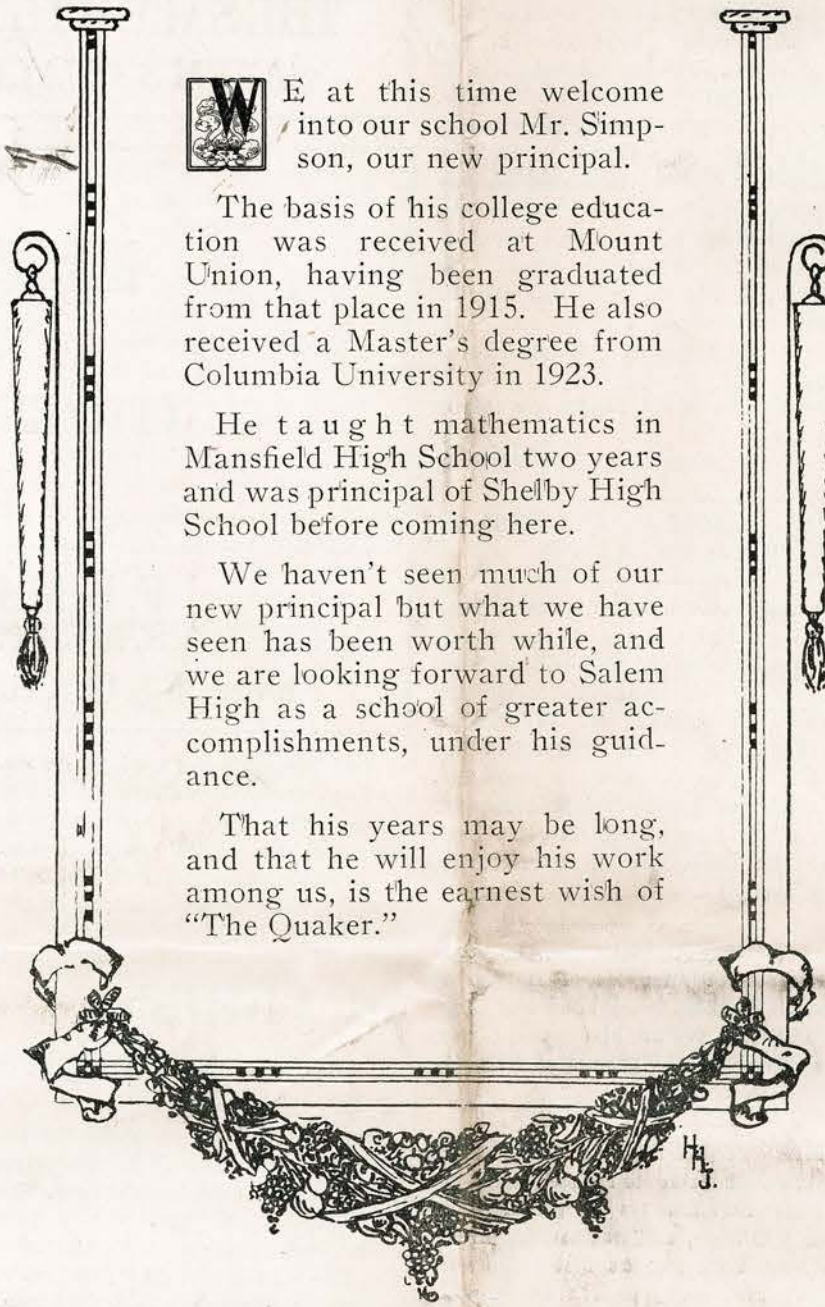 WE at this time welcome
into our school Mr. Simp-
son, our new principal.
The basis of his college educa-
tion was received at Mount
Union, having been graduated
from that place in 1915. He also
received a Master's degree from
Columbia University in 1923.
He taught mathematics in
Mansfield High School two years
and was principal of Shelby High
School before coming here.
We haven't seen much of our
new principal but what we have
seen has been worth while, and
we are looking forward to Salem
High as a school of greater ac-
complishments, under his guid-
ance.
That his years may be long,
and that he will enjoy his work
among us, is the earnest wish of
"The Quaker."